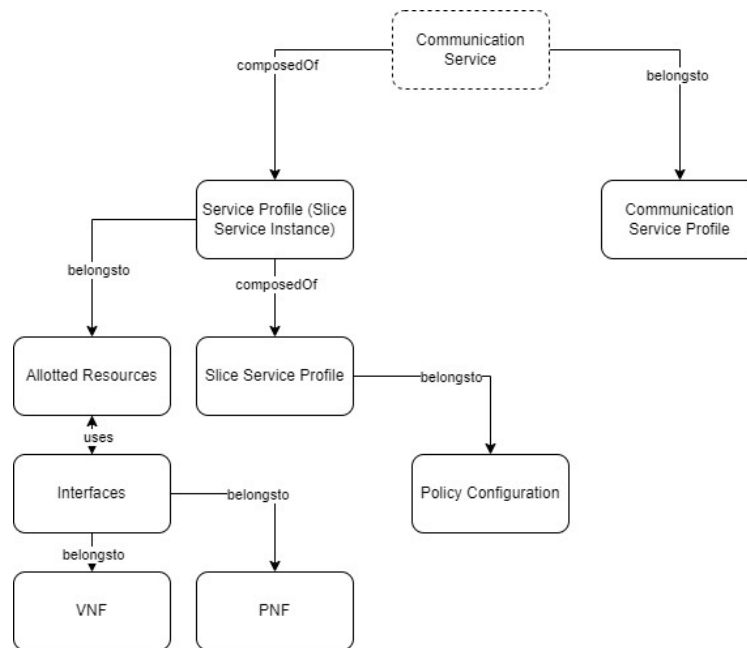 Communication
Service
composedOf
belongsto
Service Profile (Slice
Service Instance)
Communication
Service Profile
belongsto
composedOf
Allotted Resources
Slice Service Profile
belongsto
uses
Interfaces
belongsto
Policy Configuration
belongsto
VNF
PNF